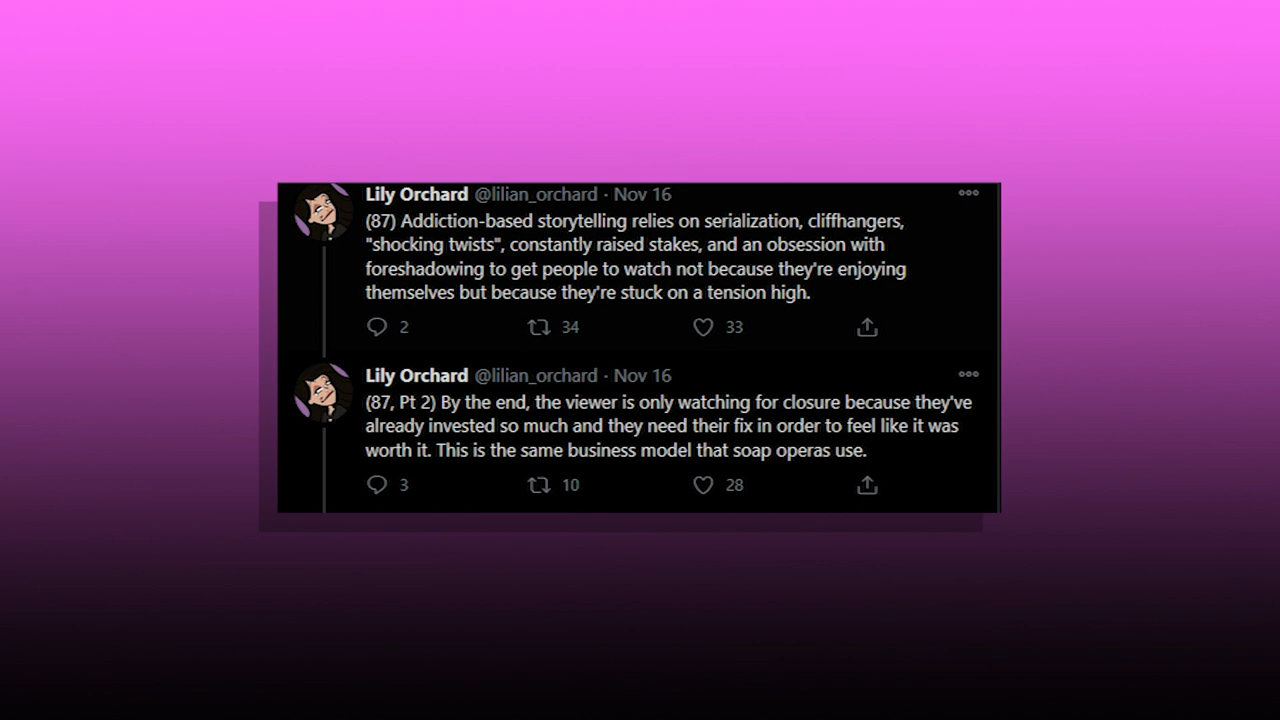 Lily Orchard @lilian_orchard · Nov 16
(87) Addiction-based storytelling relies on serialization, cliffhangers,
"shocking twists", constantly raised stakes, and an obsession with
foreshadowing to get people to watch not because they're enjoying
themselves but because they're stuck on a tension high.
2 34 33
Lily Orchard @lilian_orchard · Nov 16
(87, Pt 2) By the end, the viewer is only watching for closure because they've
already invested so much and they need their fix in order to feel like it was
worth it. This is the same business model that soap operas use.
3 10 28